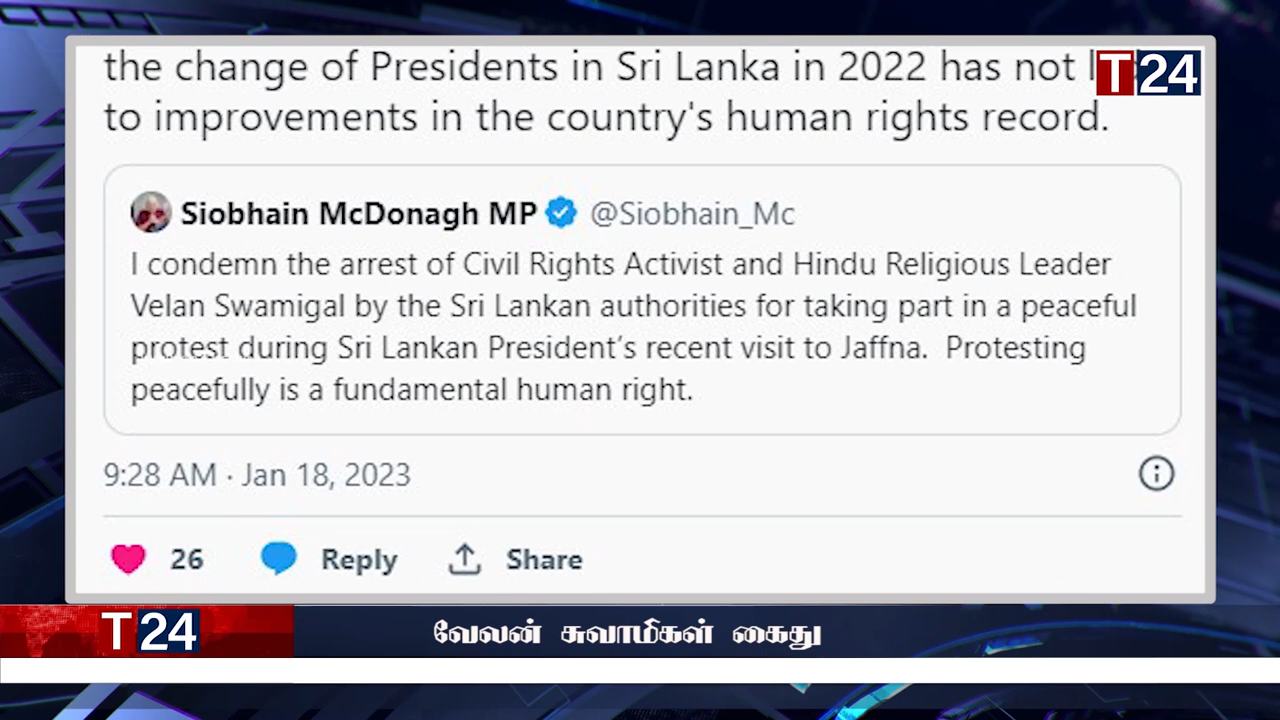 the change of Presidents in Sri Lanka in 2022 has not
T24
to improvements in the country's human rights record.
Siobhain McDonagh MP @Siobhain_Mc
I condemn the arrest of Civil Rights Activist and Hindu Religious Leader
Velan Swamigal by the Sri Lankan authorities for taking part in a peaceful
protest during Sri Lankan President's recent visit to Jaffna. Protesting
peacefully is a fundamental human right.
9:28 AM · Jan 18, 2023
26 Reply Share
T24
வேலன் சுவாமிகள் கைது